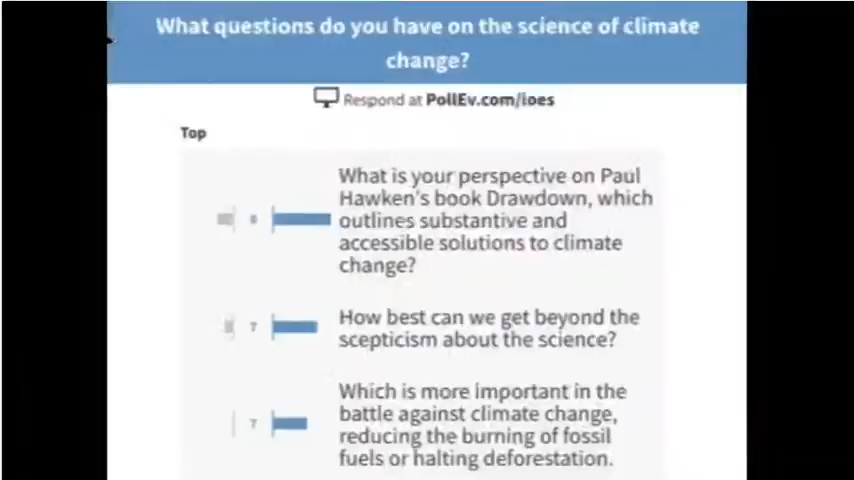 What questions do you have on the science of climate
change?
Respond at PollEv.com/ioes
Top
What is your perspective on Paul
Hawken's book Drawdown, which
outlines substantive and
accessible solutions to climate
change?
7
How best can we get beyond the
scepticism about the science?
7
Which is more important in the
battle against climate change,
reducing the burning of fossil
fuels or halting deforestation.